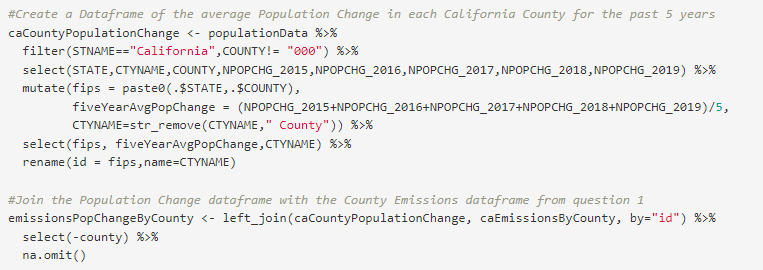 #Create a Dataframe of the average Population Change in each California County for the past 5 years
caCountyPopulationChange <- populationData %>%
  filter(STNAME=="California",COUNTY!= "000") %>%
  select(STATE,CTYNAME,COUNTY,NPOPCHG_2015,NPOPCHG_2016,NPOPCHG_2017,NPOPCHG_2018,NPOPCHG_2019) %>%
  mutate(fips = paste0(.$STATE,.$COUNTY),
         fiveYearAvgPopChange = (NPOPCHG_2015+NPOPCHG_2016+NPOPCHG_2017+NPOPCHG_2018+NPOPCHG_2019)/5,
         CTYNAME=str_remove(CTYNAME," County")) %>%
  select(fips, fiveYearAvgPopChange,CTYNAME) %>%
  rename(id = fips,name=CTYNAME)

#Join the Population Change dataframe with the County Emissions dataframe from question 1
emissionsPopChangeByCounty <- left_join(caCountyPopulationChange, caEmissionsByCounty, by="id") %>%
  select(-county) %>%
  na.omit()